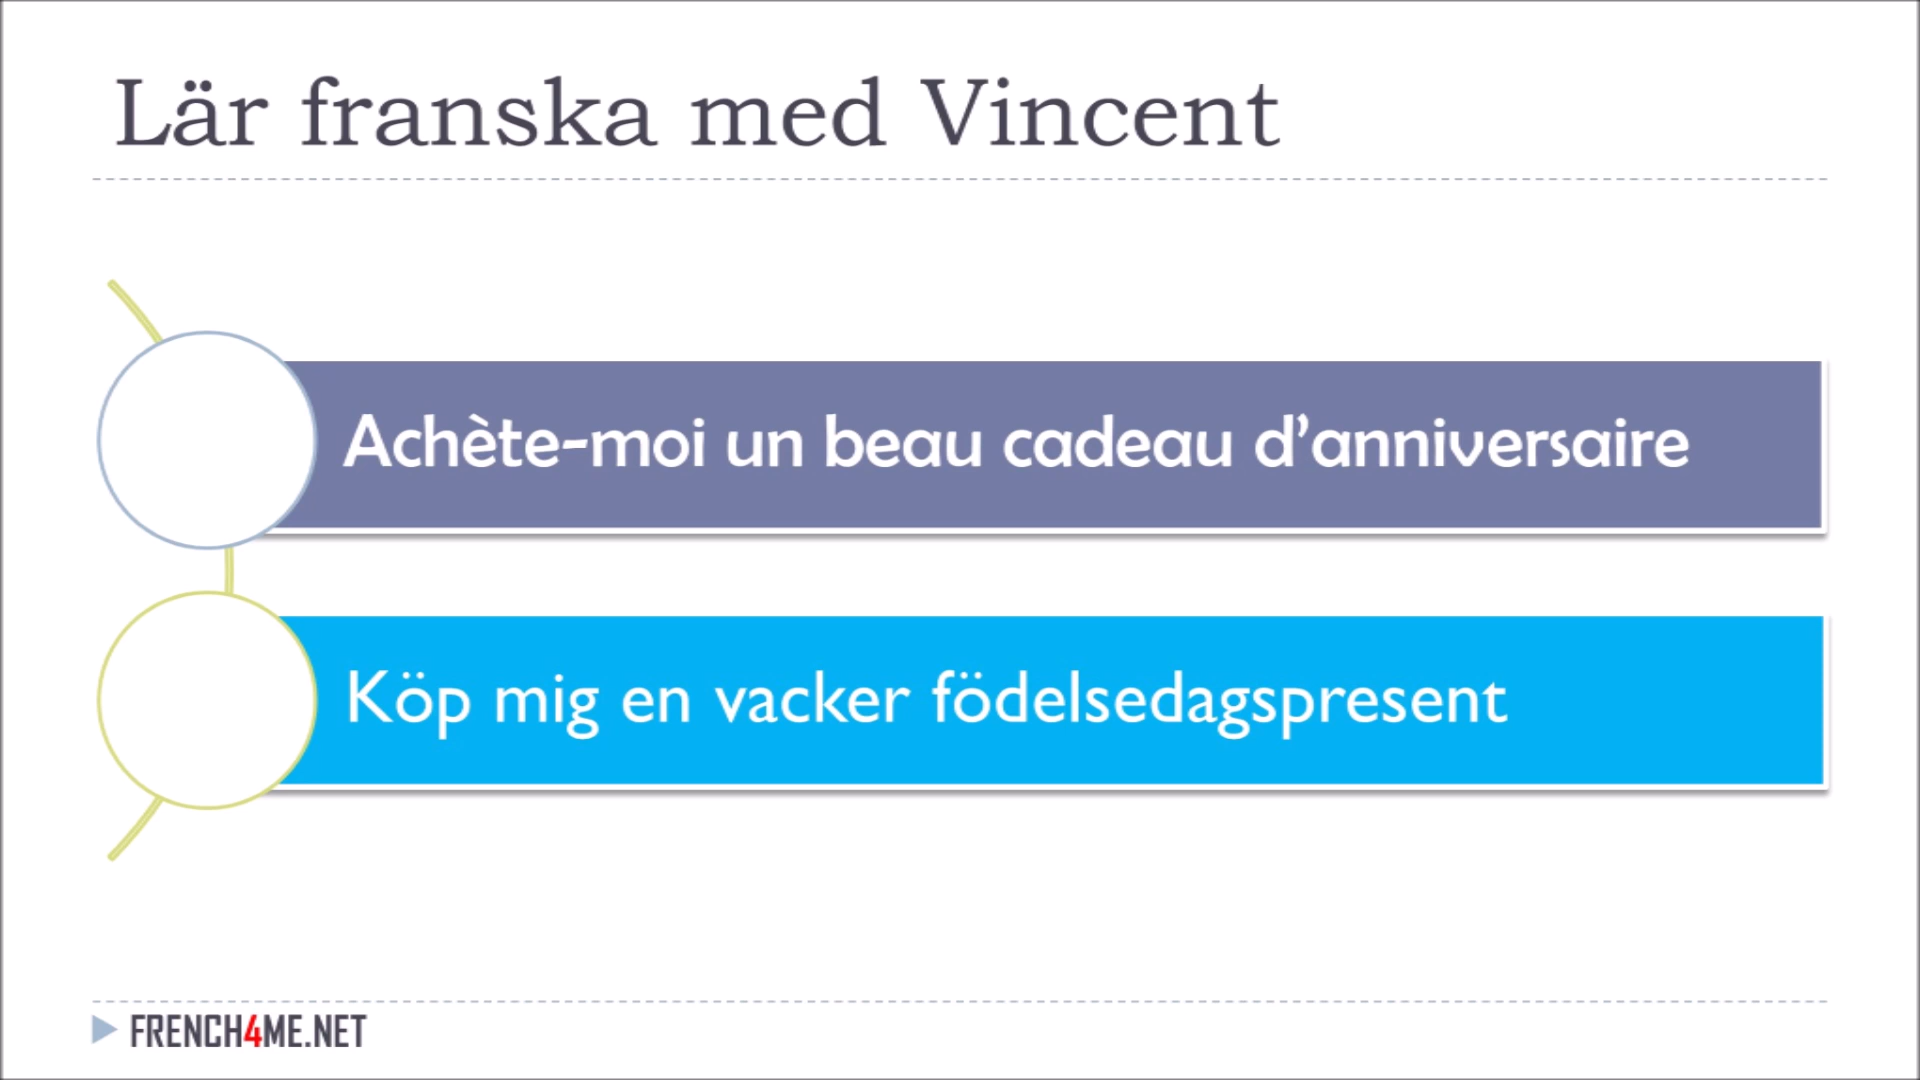 Lär franska med Vincent
Achète-moi un beau cadeau d’anniversaire
Köp mig en vacker födelsedagspresent
FRENCH4ME.NET